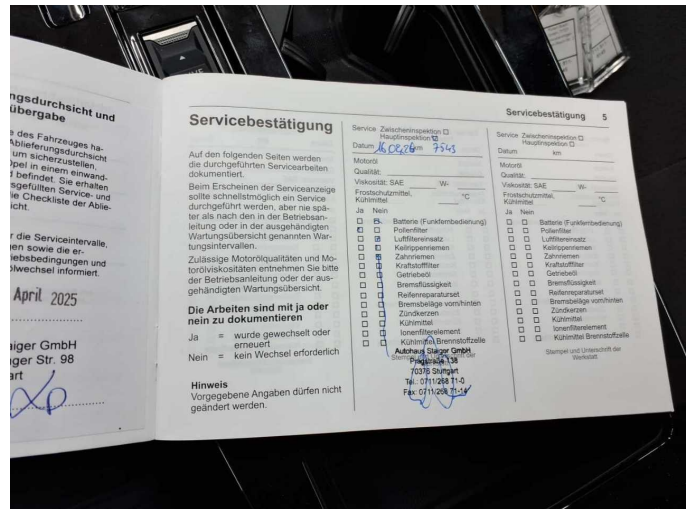 ngsdurchsicht und
übergabe
e des Fahrzeuges ha-
Ablieferungsdurchsicht
um sicherzustellen,
pel in einem einwand-
d befindet. Sie erhalten
sgefüllten Service- und
ie Checkliste der Ablie-
icht.
r die Serviceintervalle,
en sowie die er-
iebsbedingungen und
ölwechsel informiert.
April 2025
aiger GmbH
ger Str. 98
art
Servicebestätigung
Auf den folgenden Seiten werden
die durchgeführten Servicearbeiten
dokumentiert.
Beim Erscheinen der Serviceanzeige
sollte schnellstmöglich ein Service
durchgeführt werden, aber nie spä-
ter als nach den in der Betriebsan-
leitung oder in der ausgehändigten
Wartungsübersicht genannten War-
tungsintervallen.
Zulässige Motorölqualitäten und Mo-
torölviskositäten entnehmen Sie bitte
der Betriebsanleitung oder der aus-
gehändigten Wartungsübersicht.
Die Arbeiten sind mit ja oder
nein zu dokumentieren
Ja = wurde gewechselt oder
erneuert
Nein = kein Wechsel erforderlich
Hinweis
Vorgegebene Angaben dürfen nicht
geändert werden.
Servicebestätigung 5
Service Zwischeninspektion
Hauptinspektion
Datum km 7543
Motoröl
Qualität:
Viskosität: SAE W-
Frostschutzmittel,
Kühlmittel °C
Ja Nein
Batterie (Funkfernbedienung)
Pollenfilter
Luftfiltereinsatz
Keilrippenriemen
Zahnriemen
Kraftstofffilter
Getriebeöl
Bremsflüssigkeit
Reifenreparaturset
Bremsbeläge vorn/hinten
Zündkerzen
Kühlmittel
Ionenfilterelement
Kühlmittel Brennstoffzelle
Autohaus Staiger GmbH
Pragstraße 138
70376 Stuttgart
Tel.: 0711/268 71-0
Fax: 0711/268 71-14
Service Zwischeninspektion
Hauptinspektion
Datum km
Motoröl
Qualität:
Viskosität: SAE W-
Frostschutzmittel,
Kühlmittel °C
Ja Nein
Batterie (Funkfernbedienung)
Pollenfilter
Luftfiltereinsatz
Keilrippenriemen
Zahnriemen
Kraftstofffilter
Getriebeöl
Bremsflüssigkeit
Reifenreparaturset
Bremsbeläge vorn/hinten
Zündkerzen
Kühlmittel
Ionenfilterelement
Kühlmittel Brennstoffzelle
Stempel und Unterschrift der
Werkstatt